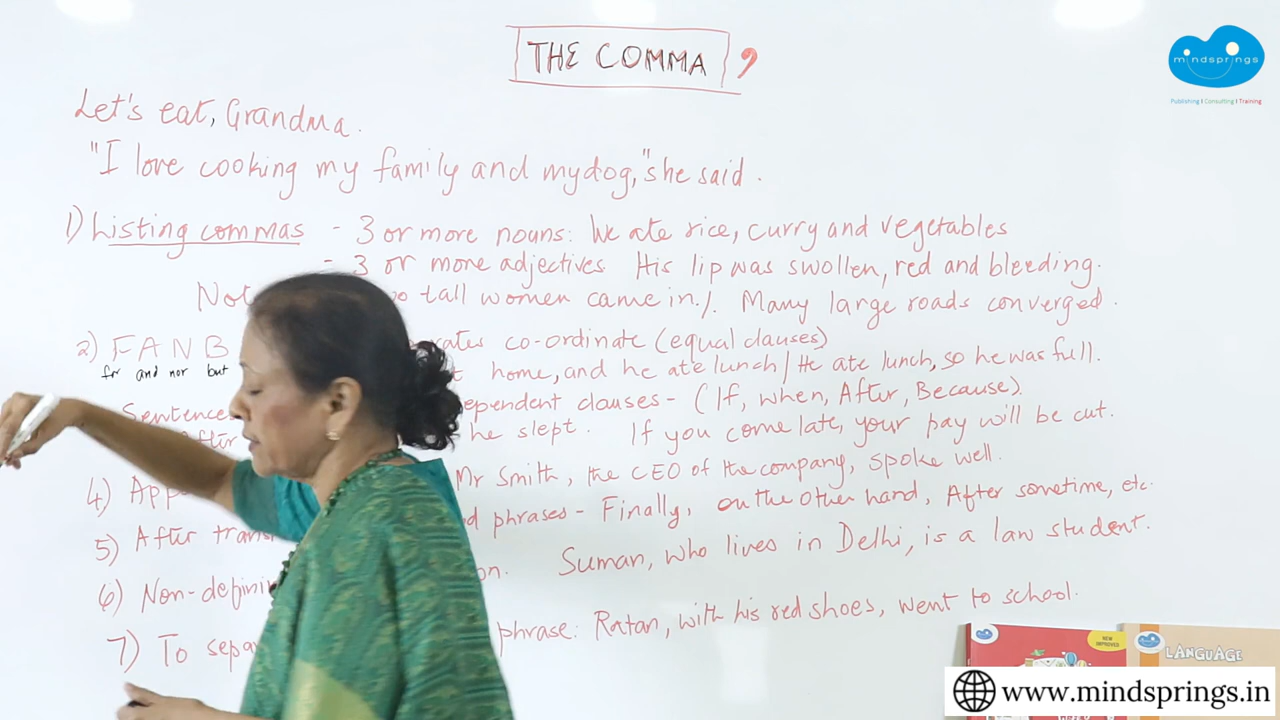 THE COMMA ,
mindsprings
Publishing | Consulting | Training
Let's eat, Grandma.
"I love cooking my family and my dog," she said.
1) Listing commas - 3 or more nouns: We ate rice, curry and vegetables
- 3 or more adjectives His lip was swollen, red and bleeding.
Not tall women came in /. Many large roads converged.
2) F A N B co-ordinate (equal clauses)
for and nor but home, and he ate lunch / He ate lunch, so he was full.
Sentence clauses - (If, when, After, Because).
After he slept. If you come late, your pay will be cut.
4) Mr Smith, the CEO of the company, spoke well.
5) After phrases - Finally, on the other hand, After sometime, etc.
6) Non- Suman, who lives in Delhi, is a law student.
7) To phrase: Ratan, with his red shoes, went to school.
NEW IMPROVED
LANGUAGE
www.mindsprings.in